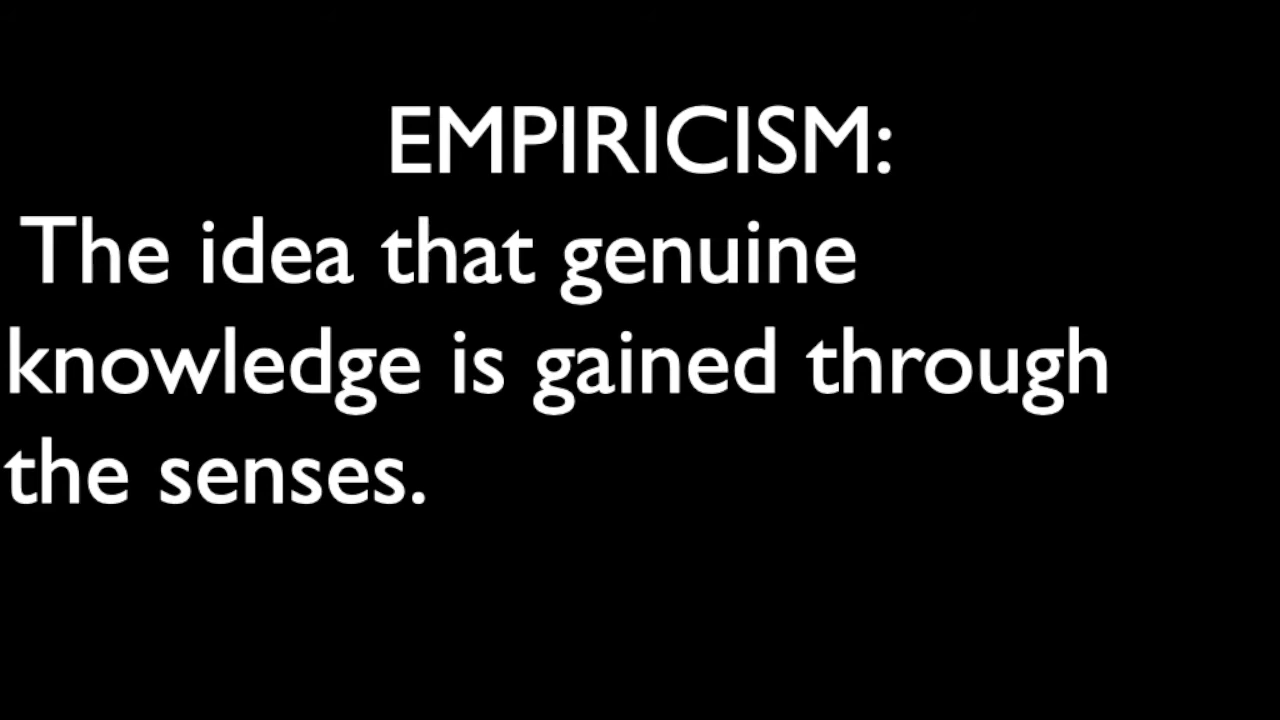 EMPIRICISM:
The idea that genuine
knowledge is gained through
the senses.